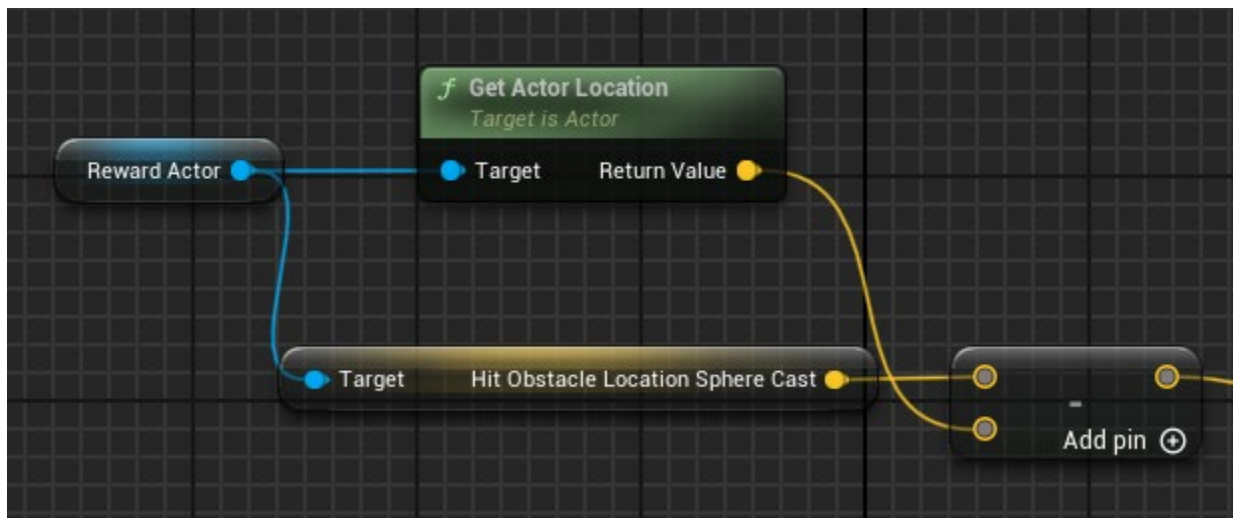 f Get Actor Location
Target is Actor
Reward Actor
Target Return Value
Target Hit Obstacle Location Sphere Cast
-
Add pin